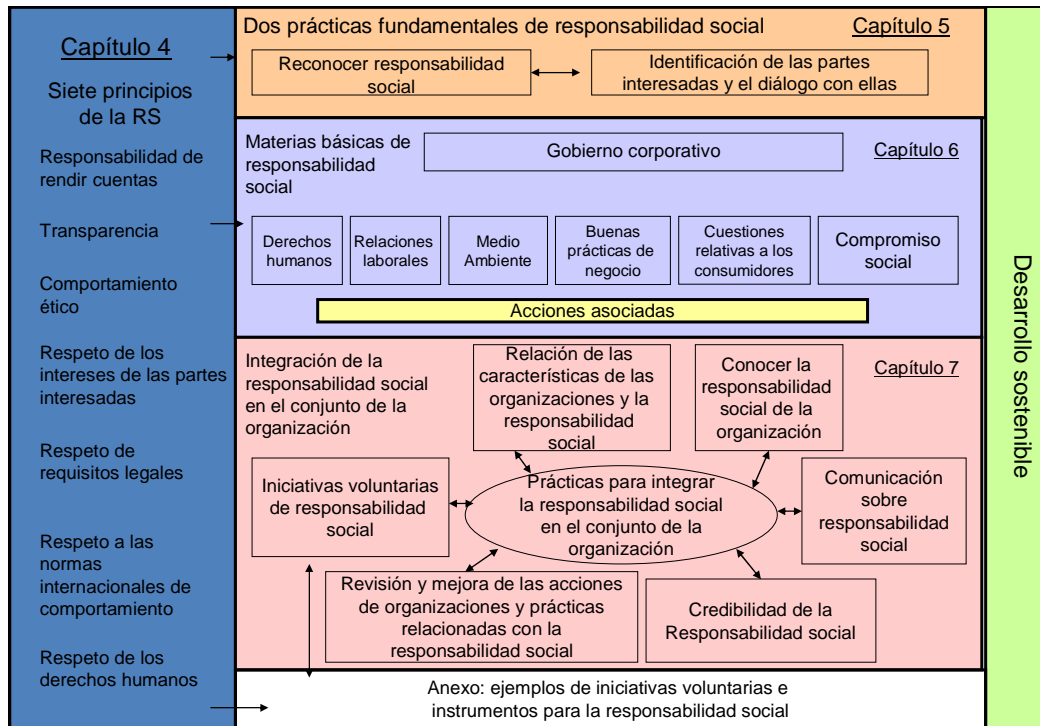 Capítulo 4
Siete principios
de la RS
Responsabilidad de
rendir cuentas
Transparencia
Comportamiento
ético
Respeto de los
intereses de las partes
interesadas
Respeto de
requisitos legales
Respeto a las
normas
internacionales de
comportamiento
Respeto de los
derechos humanos
Dos prácticas fundamentales de responsabilidad social
Capítulo 5
Reconocer responsabilidad
social
Identificación de las partes
interesadas y el diálogo con ellas
Materias básicas de
responsabilidad
social
Gobierno corporativo
Capítulo 6
Derechos
humanos
Relaciones
laborales
Medio
Ambiente
Buenas
prácticas de
negocio
Cuestiones
relativas a los
consumidores
Compromiso
social
Acciones asociadas
Integración de la
responsabilidad social
en el conjunto de la
organización
Relación de las
características de las
organizaciones y la
responsabilidad
social
Conocer la
responsabilidad
social de la
organización
Capítulo 7
Iniciativas voluntarias
de responsabilidad
social
Prácticas para integrar
la responsabilidad social
en el conjunto de la
organización
Comunicación
sobre
responsabilidad
social
Revisión y mejora de las acciones
de organizaciones y prácticas
relacionadas con la
responsabilidad social
Credibilidad de la
Responsabilidad social
Anexo: ejemplos de iniciativas voluntarias e
instrumentos para la responsabilidad social
Desarrollo sostenible